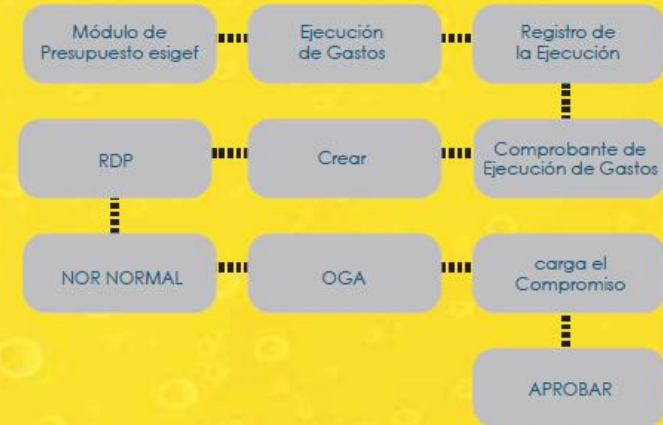 Módulo de
Presupuesto esigef
Ejecución
de Gastos
Registro de
la Ejecución
Comprobante de
Ejecución de Gastos
Crear
RDP
NOR NORMAL
OGA
carga el
Compromiso
APROBAR